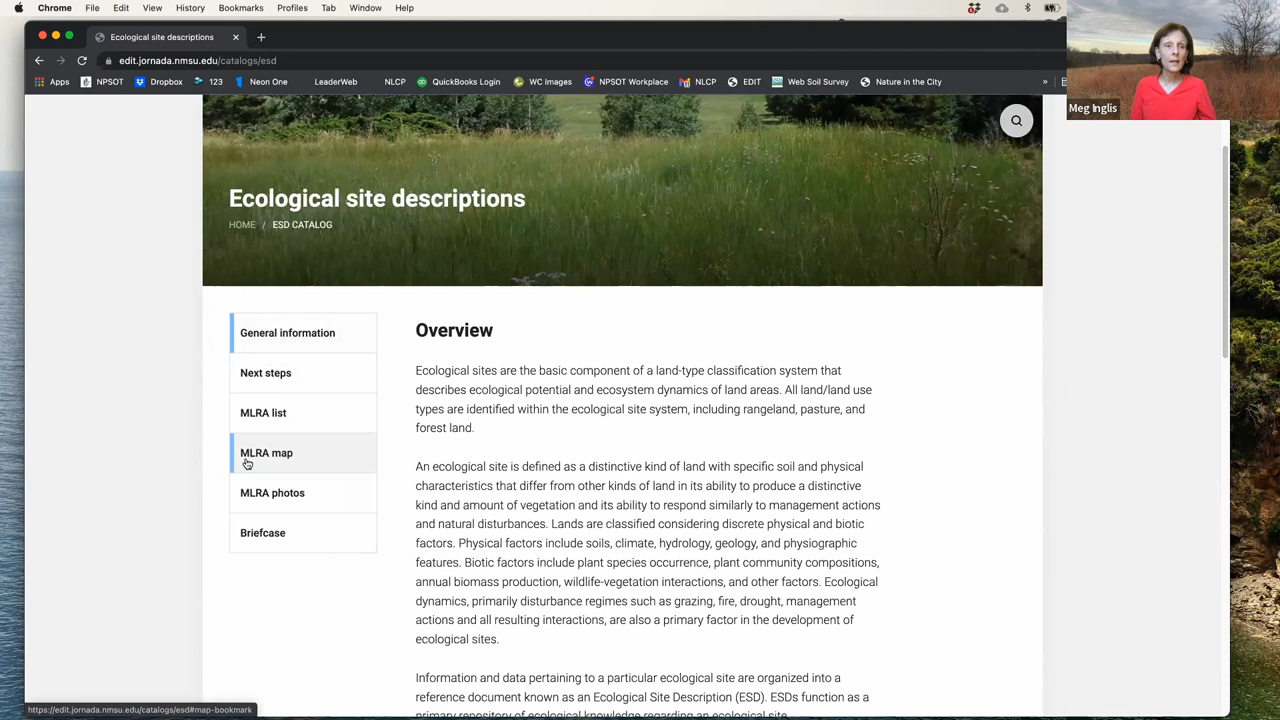 Chrome File Edit View History Bookmarks Profiles Tab Window Help
Ecological site descriptions
edit.jornada.nmsu.edu/catalogs/esd
Apps NPSOT Dropbox 123 Neon One LeaderWeb NLCP QuickBooks Login WC Images NPSOT Workplace NLCP EDIT Web Soil Survey Nature in the City »
Meg Inglis
Ecological site descriptions
HOME / ESD CATALOG
General information
Next steps
MLRA list
MLRA map
MLRA photos
Briefcase
Overview
Ecological sites are the basic component of a land-type classification system that
describes ecological potential and ecosystem dynamics of land areas. All land/land use
types are identified within the ecological site system, including rangeland, pasture, and
forest land.
An ecological site is defined as a distinctive kind of land with specific soil and physical
characteristics that differ from other kinds of land in its ability to produce a distinctive
kind and amount of vegetation and its ability to respond similarly to management actions
and natural disturbances. Lands are classified considering discrete physical and biotic
factors. Physical factors include soils, climate, hydrology, geology, and physiographic
features. Biotic factors include plant species occurrence, plant community compositions,
annual biomass production, wildlife-vegetation interactions, and other factors. Ecological
dynamics, primarily disturbance regimes such as grazing, fire, drought, management
actions and all resulting interactions, are also a primary factor in the development of
ecological sites.
Information and data pertaining to a particular ecological site are organized into a
reference document known as an Ecological Site Description (ESD). ESDs function as a
primary repository of ecological knowledge regarding an ecological site.
https://edit.jornada.nmsu.edu/catalogs/esd#map-bookmark